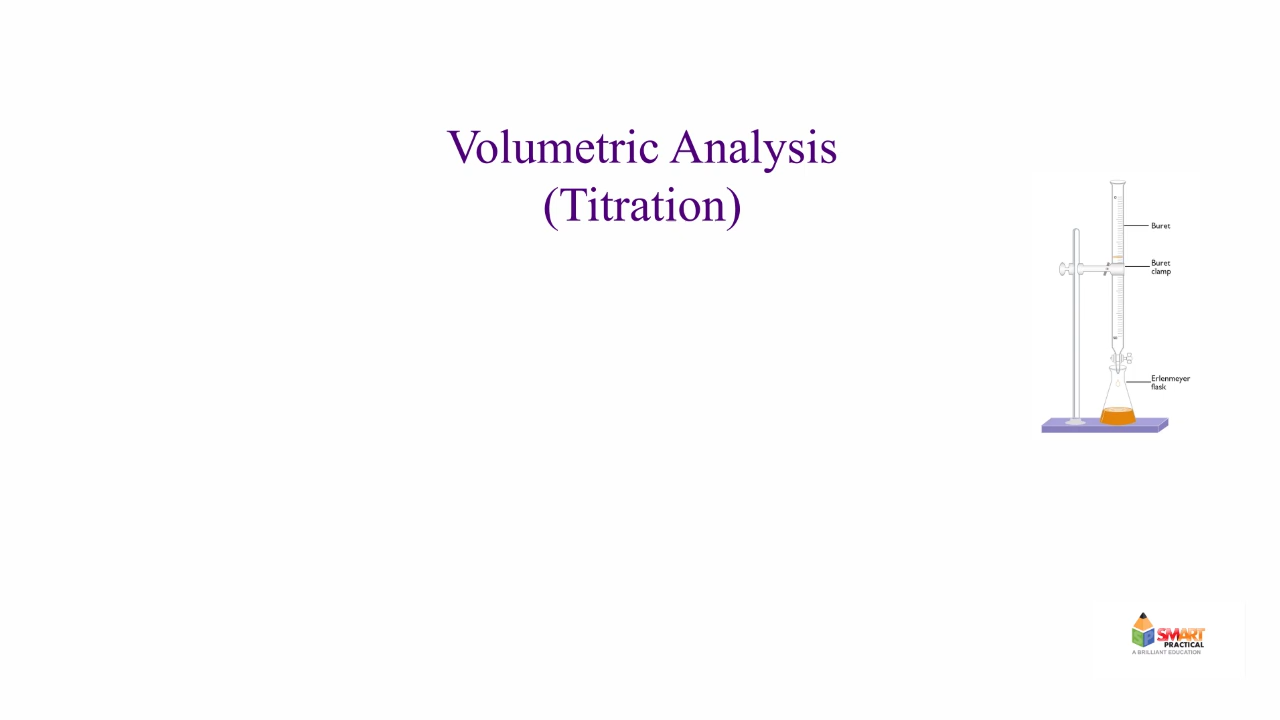 Volumetric Analysis
(Titration)
Buret
Buret
clamp
Erlenmeyer
flask
SMART
PRACTICAL
A BRILLIANT EDUCATION